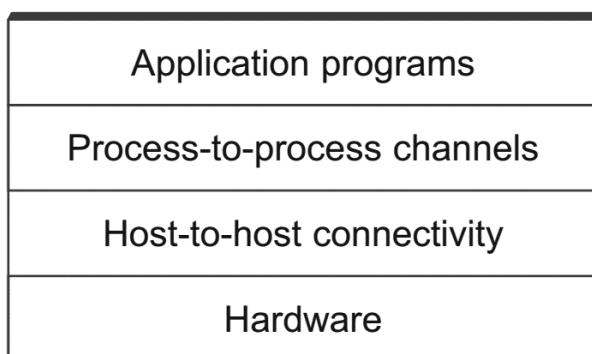 Application programs
Process-to-process channels
Host-to-host connectivity
Hardware